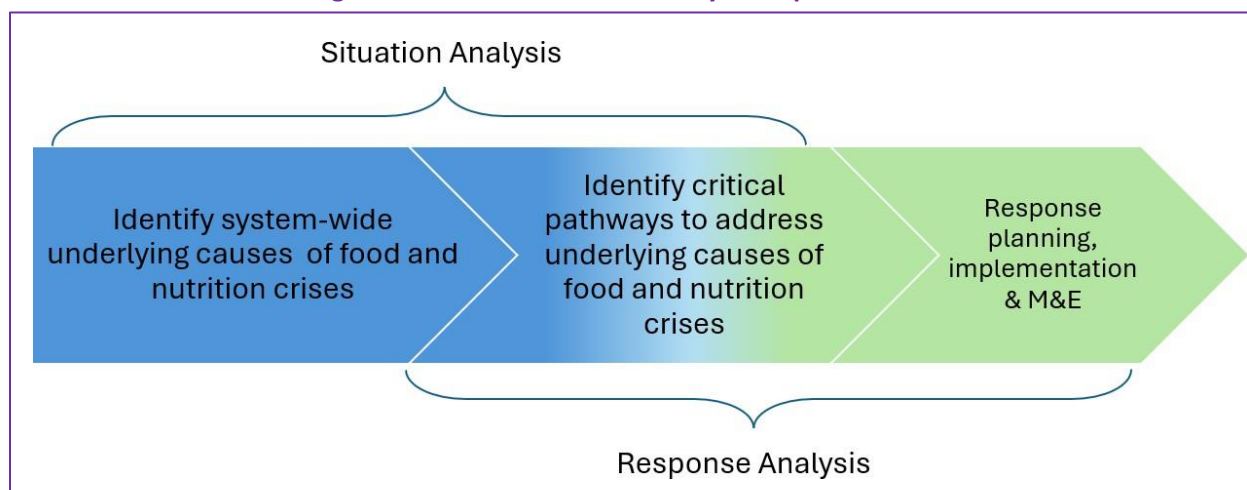 Situation Analysis
Identify system-wide
underlying causes of food and
nutrition crises
Identify critical
pathways to address
underlying causes of
food and nutrition
crises
Response
planning,
implementation
& M&E
Response Analysis